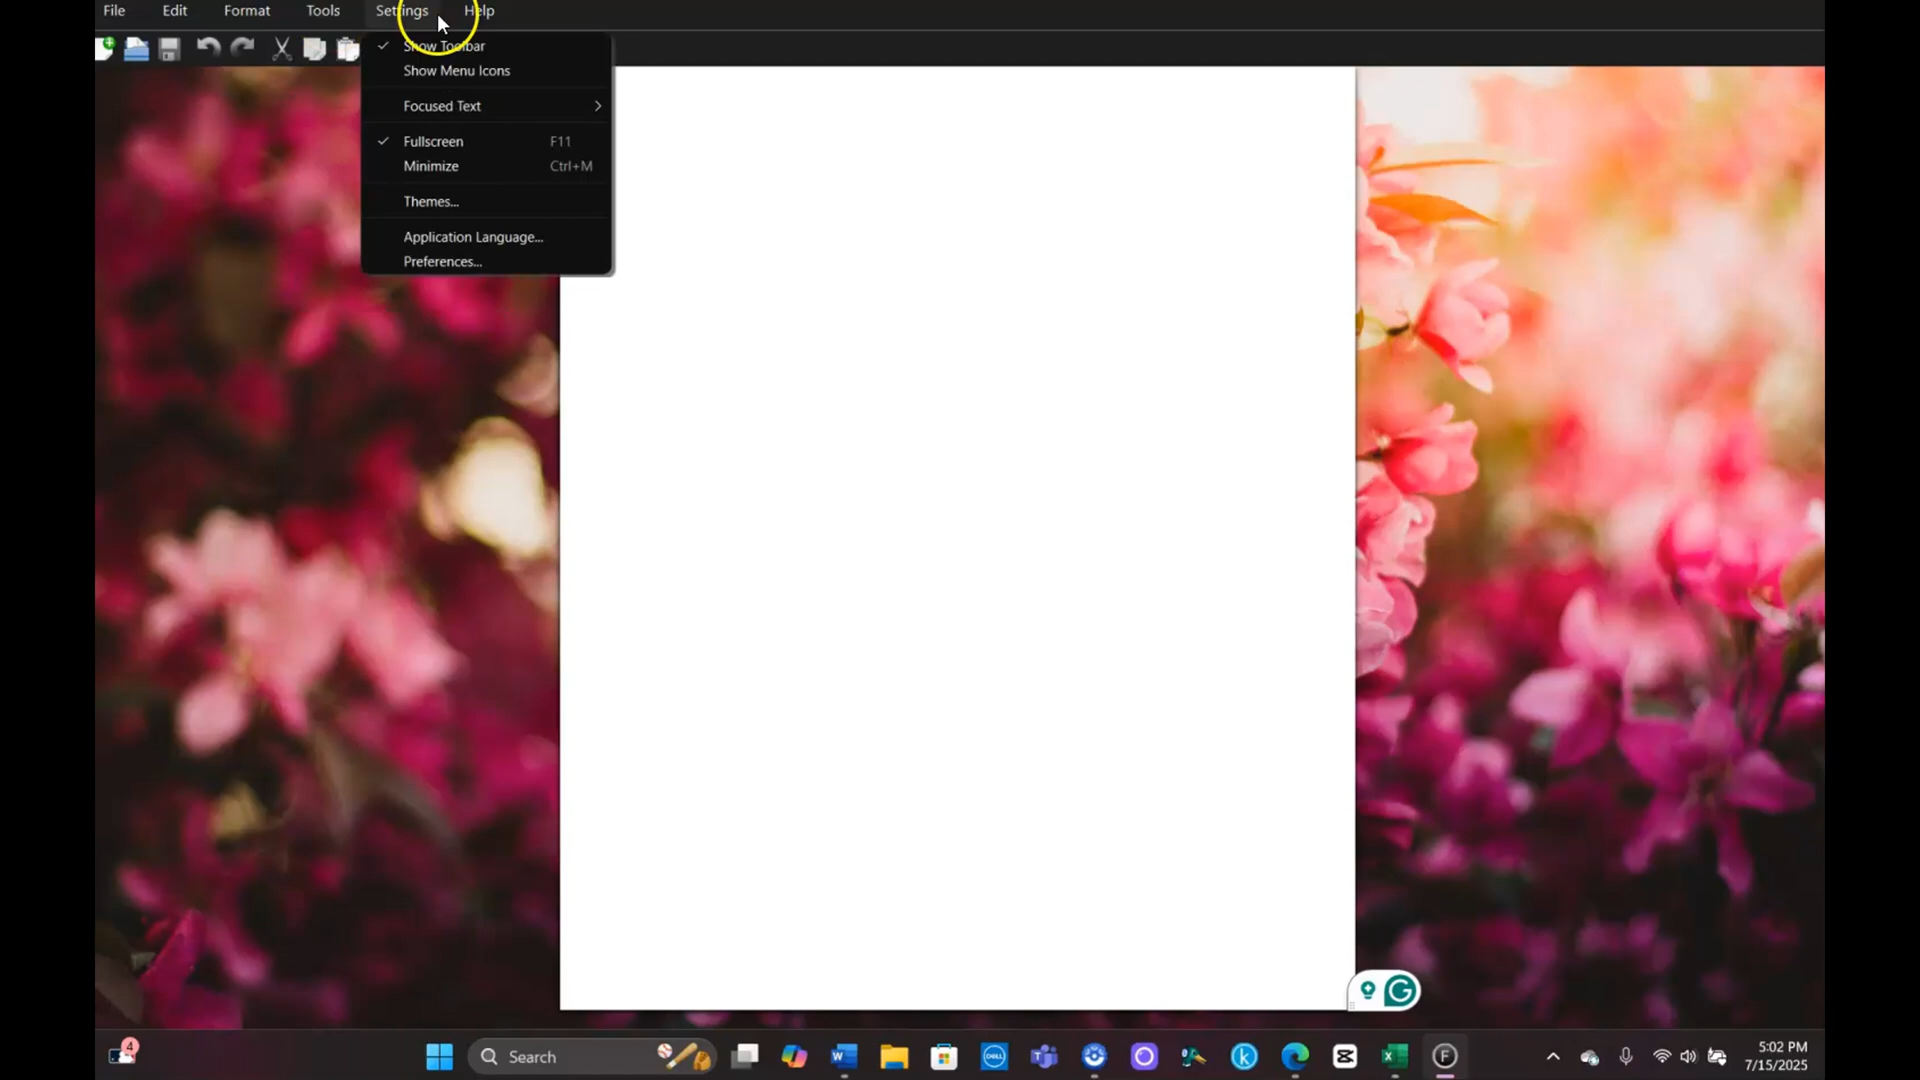 File Edit Format Tools Settings Help
Show Toolbar
Show Menu Icons
Focused Text
Fullscreen F11
Minimize Ctrl+M
Themes...
Application Language...
Preferences...
4 Search 5:02 PM
7/15/2025